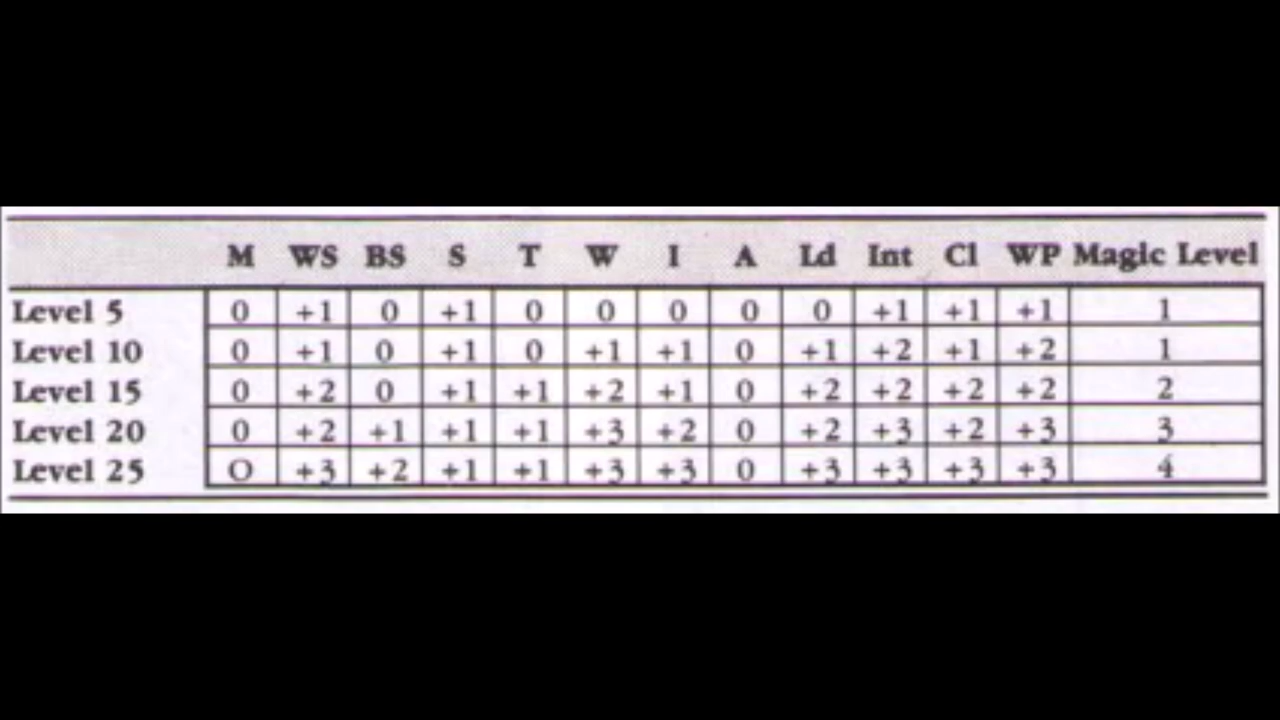 M WS BS S T W I A Ld Int Cl WP Magic Level
Level 5 0 +1 0 +1 0 0 0 0 0 +1 +1 +1 1
Level 10 0 +1 0 +1 0 +1 +1 0 +1 +2 +1 +2 1
Level 15 0 +2 0 +1 +1 +2 +1 0 +2 +2 +2 +2 2
Level 20 0 +2 +1 +1 +1 +3 +2 0 +2 +3 +2 +3 3
Level 25 O +3 +2 +1 +1 +3 +3 0 +3 +3 +3 +3 4